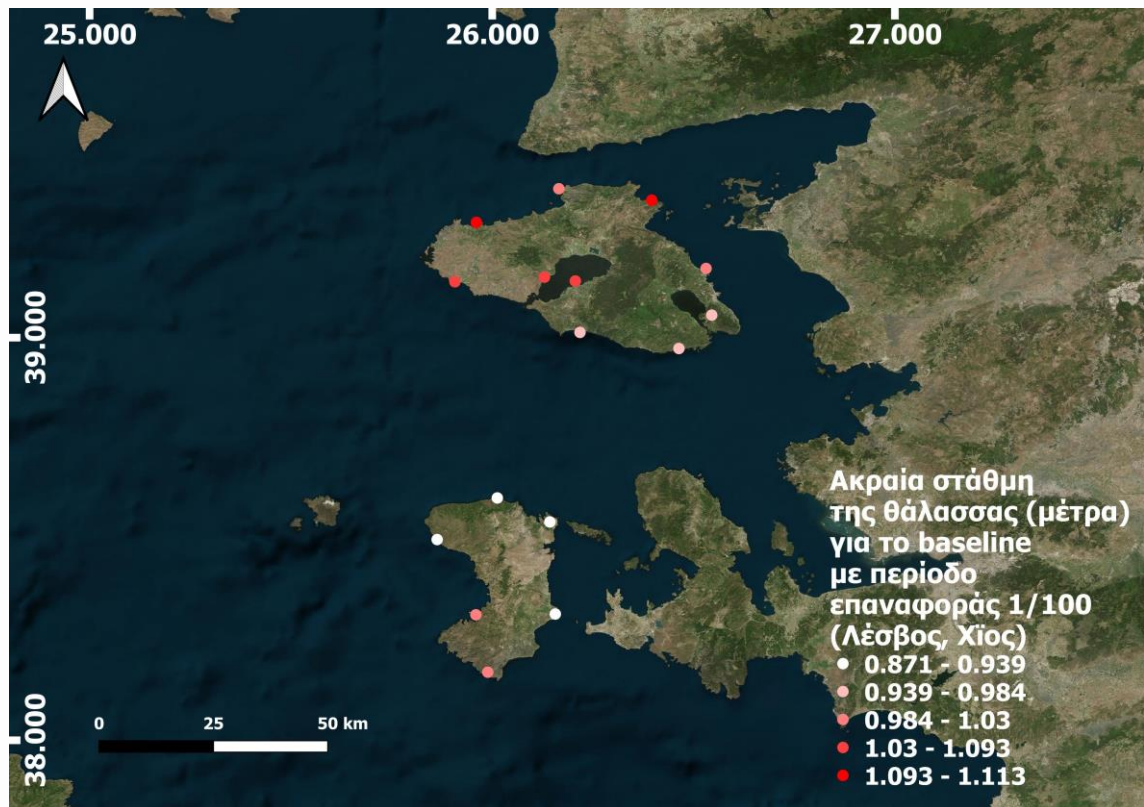 25.000
26.000
27.000
39.000
38.000
Ακραία στάθμη
της θάλασσας (μέτρα)
για το baseline
με περίοδο
επαναφοράς 1/100
(Λέσβος, Χϊος)
0.871 - 0.939
0.939 - 0.984
0.984 - 1.03
1.03 - 1.093
1.093 - 1.113
0
25
50 km